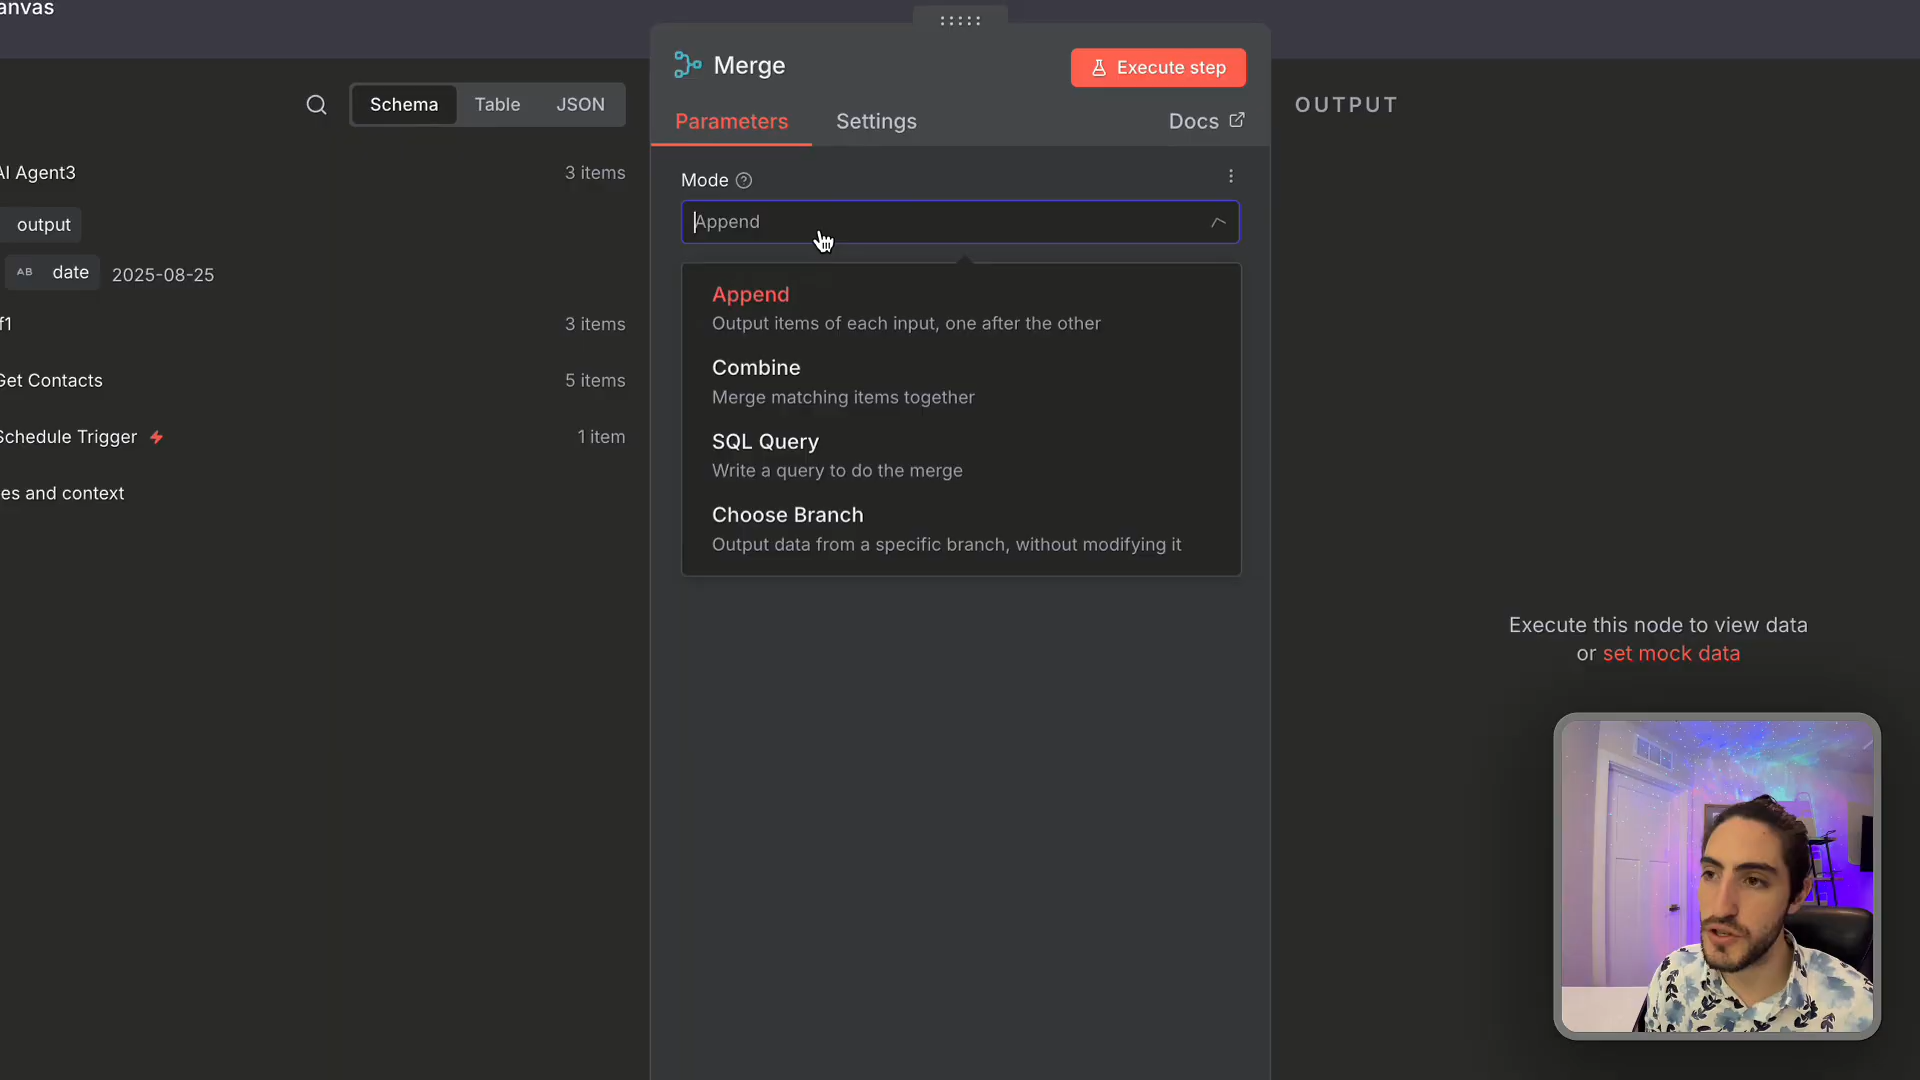 anvas
Merge
Execute step
Schema
Table
JSON
OUTPUT
Parameters
Settings
Docs
AI Agent3
3 items
Mode
output
Append
AB
date
2025-08-25
Append
Output items of each input, one after the other
f1
3 items
Combine
Get Contacts
5 items
Merge matching items together
Schedule Trigger
1 item
SQL Query
Write a query to do the merge
es and context
Choose Branch
Output data from a specific branch, without modifying it
Execute this node to view data
or set mock data